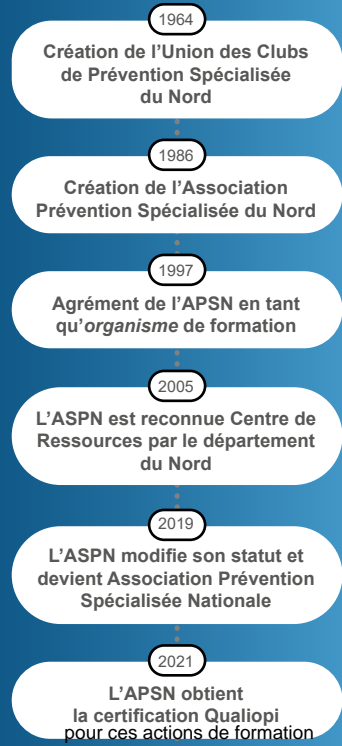 1964
Création de l’Union des Clubs
de Prévention Spécialisée
du Nord
1986
Création de l’Association
Prévention Spécialisée du Nord
1997
Agrément de l’APSN en tant
qu’organisme de formation
2005
L’ASPN est reconnue Centre de
Ressources par le département
du Nord
2019
L’ASPN modifie son statut et
devient Association Prévention
Spécialisée Nationale
2021
L’APSN obtient
la certification Qualiopi
pour ces actions de formation